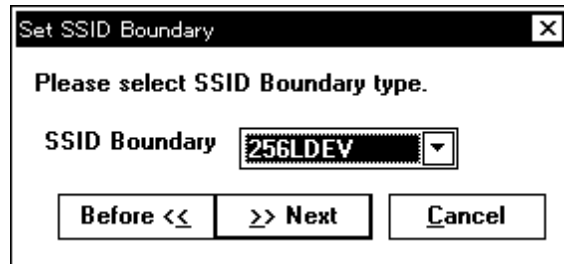 Set SSID Boundary
Please select SSID Boundary type.
SSID Boundary 256LDEV
Before << >> Next Cancel